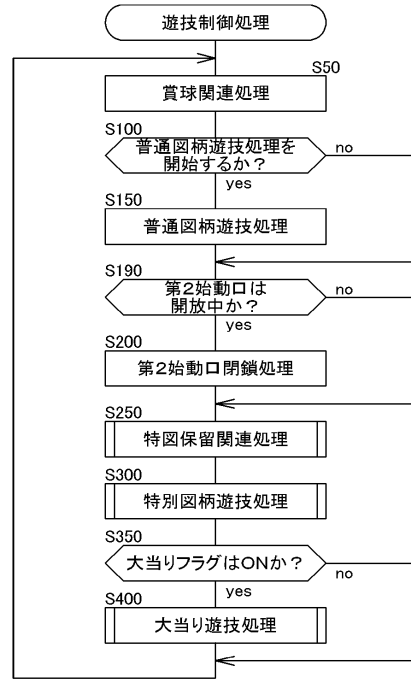 遊技制御処理
S50
賞球関連処理
S100
普通図柄遊技処理を
開始するか？
no
yes
S150
普通図柄遊技処理
S190
第2始動口は
開放中か？
no
yes
S200
第2始動口閉鎖処理
S250
特図保留関連処理
S300
特別図柄遊技処理
S350
大当りフラグはONか？
no
yes
S400
大当り遊技処理